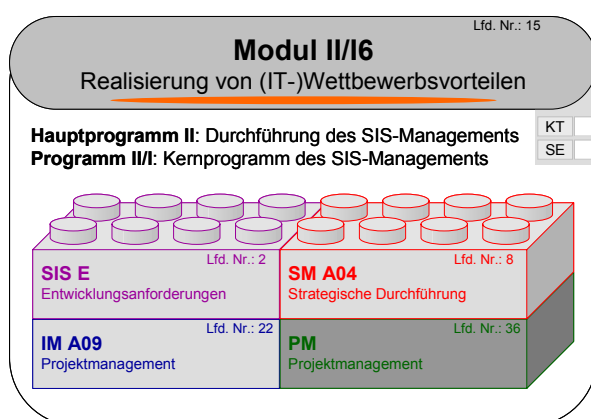 Lfd. Nr.: 15
Modul II/I6
Realisierung von (IT-)Wettbewerbsvorteilen
Hauptprogramm II: Durchführung des SIS-Managements
Programm II/I: Kernprogramm des SIS-Managements
KT
SE
Lfd. Nr.: 2
SIS E
Entwicklungsanforderungen
Lfd. Nr.: 8
SM A04
Strategische Durchführung
Lfd. Nr.: 22
IM A09
Projektmanagement
Lfd. Nr.: 36
PM
Projektmanagement